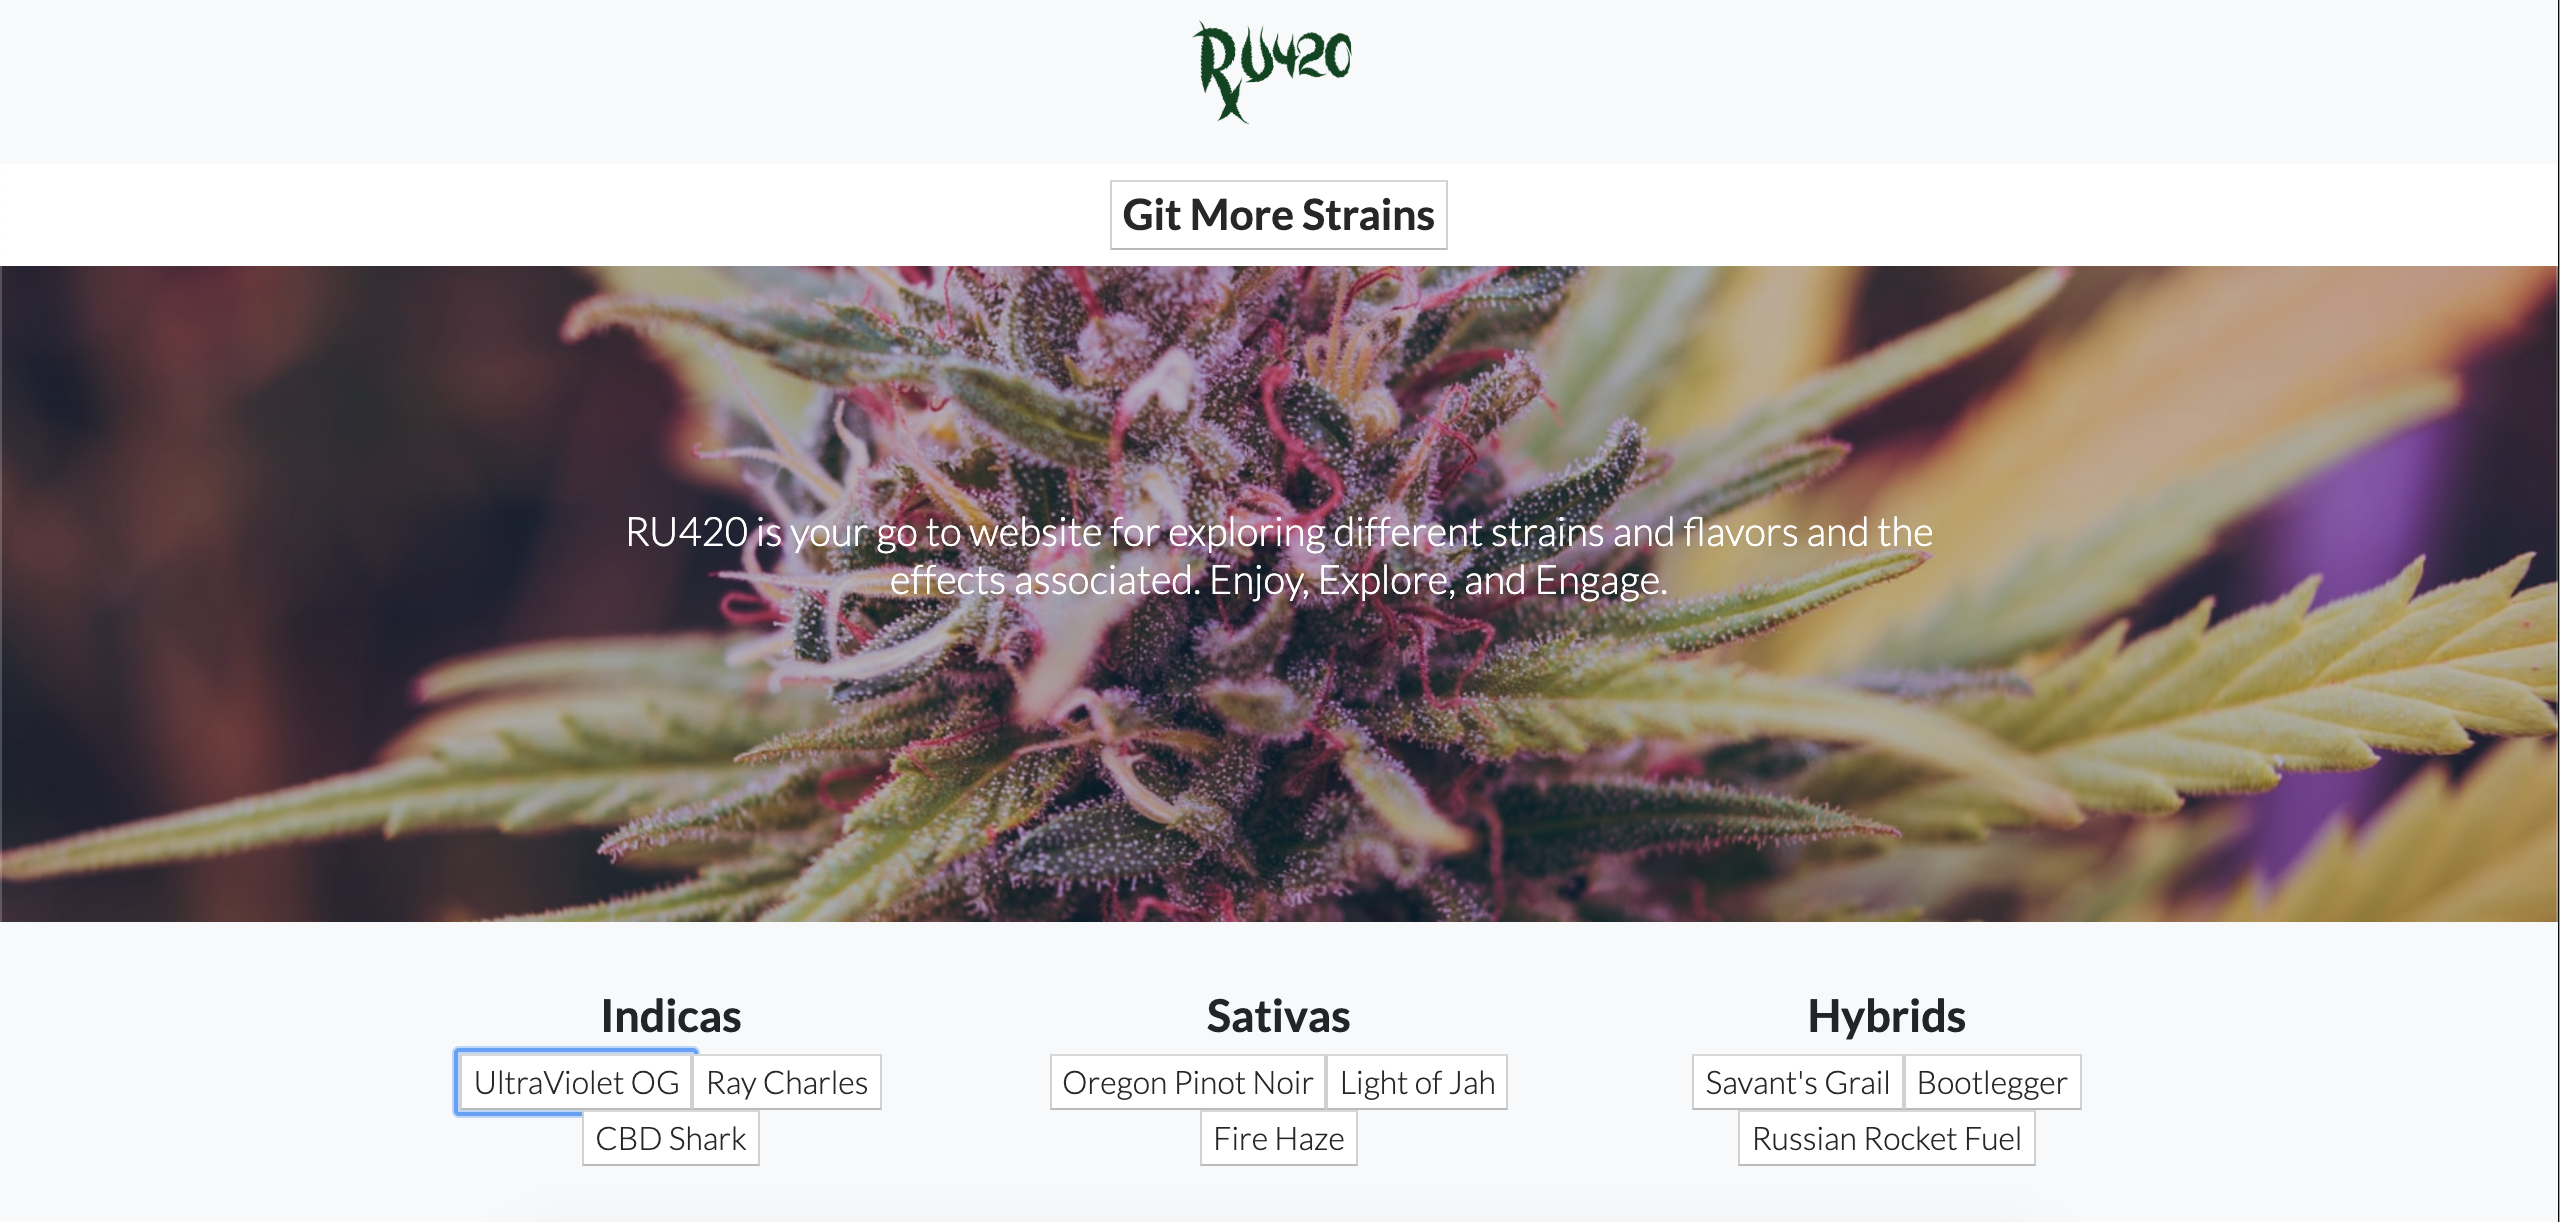 RU420
Git More Strains
RU420 is your go to website for exploring different strains and flavors and the
effects associated. Enjoy, Explore, and Engage.
Indicas
UltraViolet OG
Ray Charles
CBD Shark
Sativas
Oregon Pinot Noir
Light of Jah
Fire Haze
Hybrids
Savant's Grail
Bootlegger
Russian Rocket Fuel